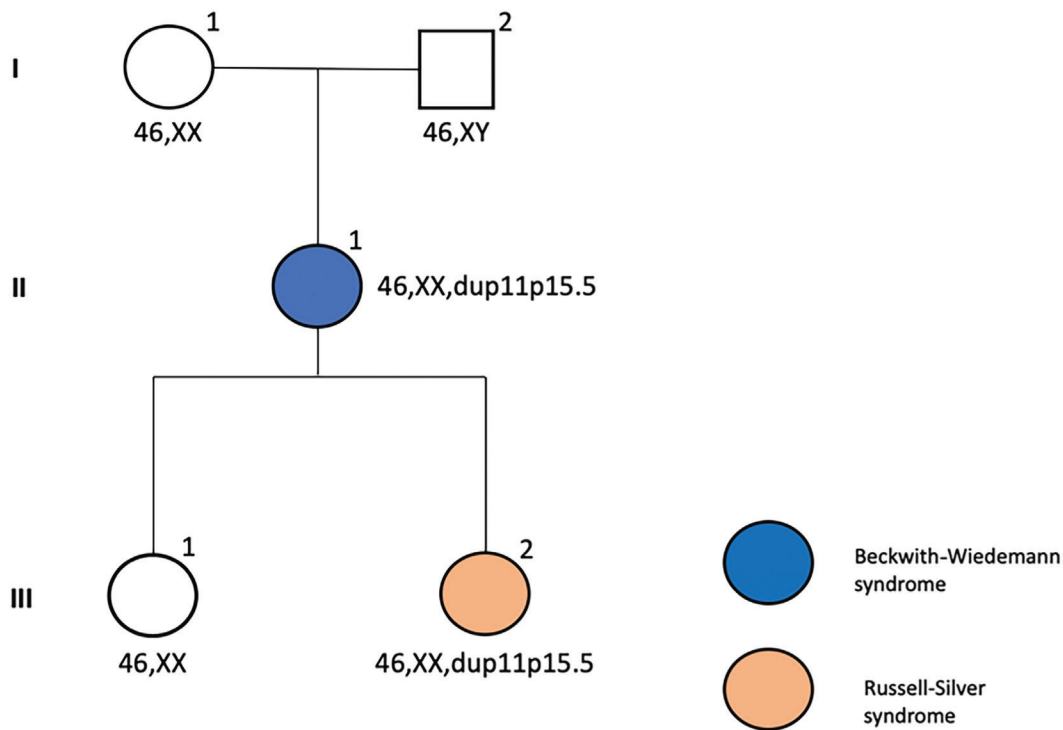 1
2
I
46,XX
46,XY
1
II
46,XX,dup11p15.5
1
2
III
46,XX
46,XX,dup11p15.5
Beckwith-Wiedemann
syndrome
Russell-Silver
syndrome